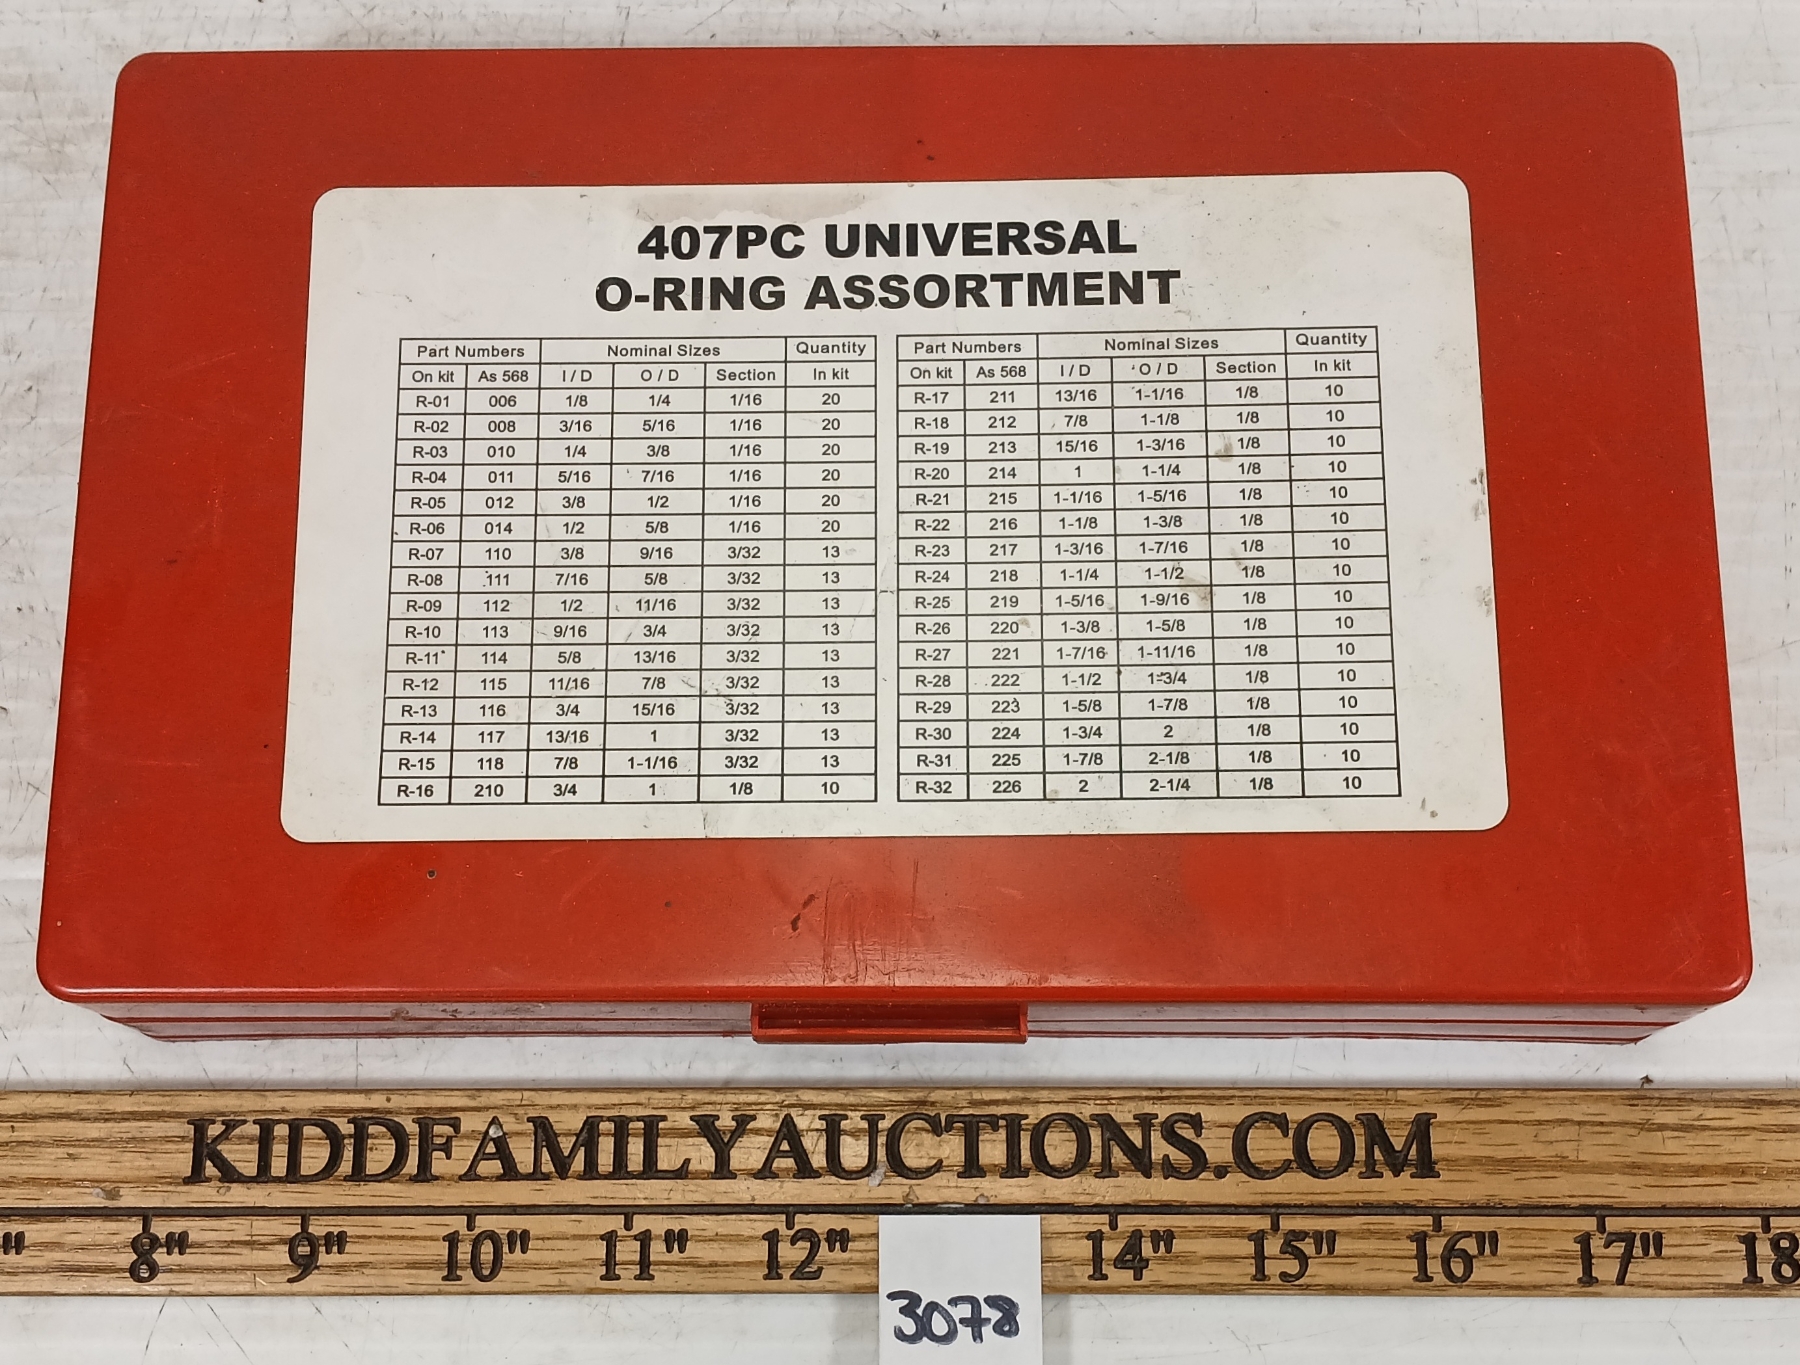 407PC UNIVERSAL
O-RING ASSORTMENT
Part Numbers Nominal Sizes Quantity
On kit As 568 I / D O / D Section In kit
R-01 006 1/8 1/4 1/16 20
R-02 008 3/16 5/16 1/16 20
R-03 010 1/4 3/8 1/16 20
R-04 011 5/16 7/16 1/16 20
R-05 012 3/8 1/2 1/16 20
R-06 014 1/2 5/8 1/16 20
R-07 110 3/8 9/16 3/32 13
R-08 111 7/16 5/8 3/32 13
R-09 112 1/2 11/16 3/32 13
R-10 113 9/16 3/4 3/32 13
R-11 114 5/8 13/16 3/32 13
R-12 115 11/16 7/8 3/32 13
R-13 116 3/4 15/16 3/32 13
R-14 117 13/16 1 3/32 13
R-15 118 7/8 1-1/16 3/32 13
R-16 210 3/4 1 1/8 10
Part Numbers Nominal Sizes Quantity
On kit As 568 I / D O / D Section In kit
R-17 211 13/16 1-1/16 1/8 10
R-18 212 7/8 1-1/8 1/8 10
R-19 213 15/16 1-3/16 1/8 10
R-20 214 1 1-1/4 1/8 10
R-21 215 1-1/16 1-5/16 1/8 10
R-22 216 1-1/8 1-3/8 1/8 10
R-23 217 1-3/16 1-7/16 1/8 10
R-24 218 1-1/4 1-1/2 1/8 10
R-25 219 1-5/16 1-9/16 1/8 10
R-26 220 1-3/8 1-5/8 1/8 10
R-27 221 1-7/16 1-11/16 1/8 10
R-28 222 1-1/2 1-3/4 1/8 10
R-29 223 1-5/8 1-7/8 1/8 10
R-30 224 1-3/4 2 1/8 10
R-31 225 1-7/8 2-1/8 1/8 10
R-32 226 2 2-1/4 1/8 10
KIDDFAMILYAUCTIONS.COM
8" 9" 10" 11" 12" 14" 15" 16" 17" 18
3078